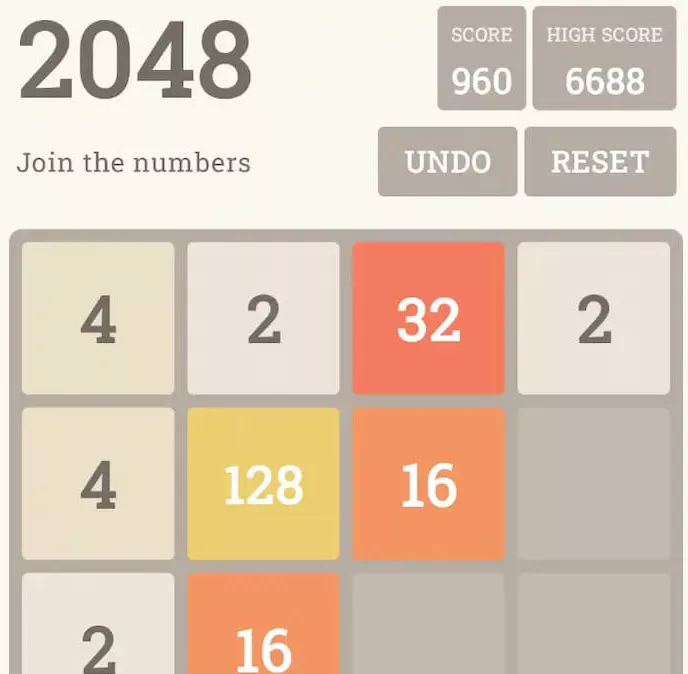 2048
SCORE
HIGH SCORE
960
6688
Join the numbers
UNDO
RESET
4 2 32 2
4 128 16
2 16